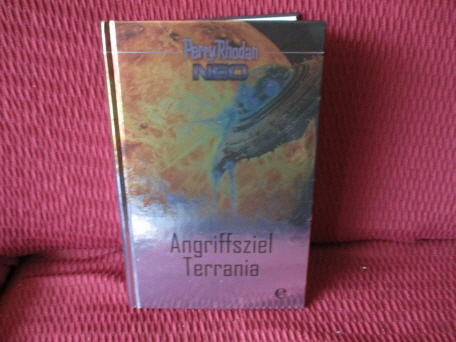 Perry Rhodan
NEO
Angriffsziel
Terrania
e